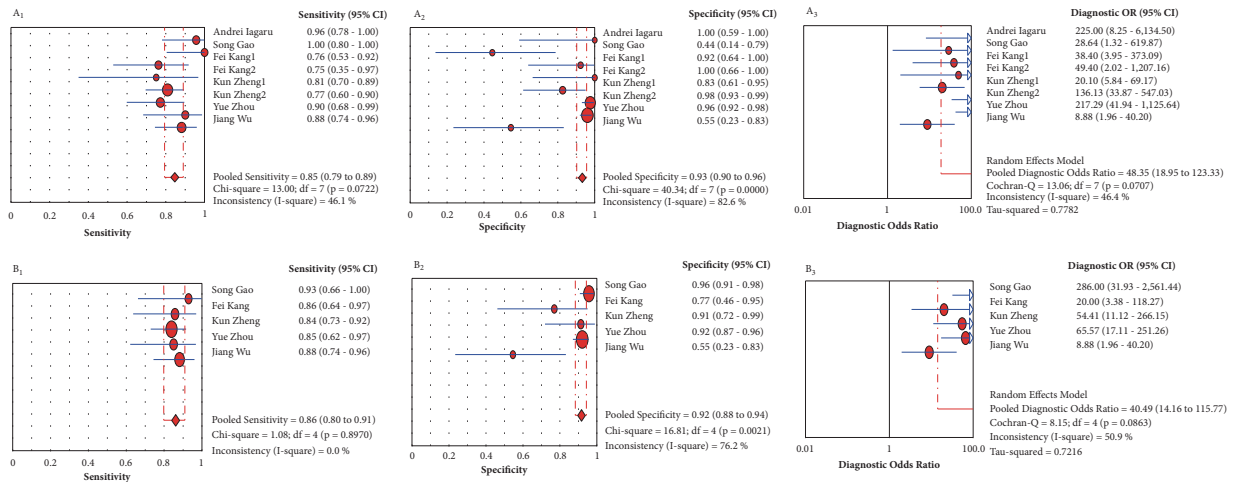 A1
Sensitivity (95% CI)
Andrei Iagaru 0.96 (0.78 - 1.00)
Song Gao 1.00 (0.80 - 1.00)
Fei Kang1 0.76 (0.53 - 0.92)
Fei Kang2 0.75 (0.35 - 0.97)
Kun Zheng1 0.81 (0.70 - 0.89)
Kun Zheng2 0.77 (0.60 - 0.90)
Yue Zhou 0.90 (0.68 - 0.99)
Jiang Wu 0.88 (0.74 - 0.96)
Pooled Sensitivity = 0.85 (0.79 to 0.89)
Chi-square = 13.00; df = 7 (p = 0.0722)
Inconsistency (I-square) = 46.1 %
0 0.2 0.4 0.6 0.8 1
Sensitivity
A2
Specificity (95% CI)
Andrei Iagaru 1.00 (0.59 - 1.00)
Song Gao 0.44 (0.14 - 0.79)
Fei Kang1 0.92 (0.64 - 1.00)
Fei Kang2 1.00 (0.66 - 1.00)
Kun Zheng1 0.83 (0.61 - 0.95)
Kun Zheng2 0.98 (0.93 - 0.99)
Yue Zhou 0.96 (0.92 - 0.98)
Jiang Wu 0.55 (0.23 - 0.83)
Pooled Specificity = 0.93 (0.90 to 0.96)
Chi-square = 40.34; df = 7 (p = 0.0000)
Inconsistency (I-square) = 82.6 %
0 0.2 0.4 0.6 0.8 1
Specificity
A3
Diagnostic OR (95% CI)
Andrei Iagaru 225.00 (8.25 - 6,134.50)
Song Gao 28.64 (1.32 - 619.87)
Fei Kang1 38.40 (3.95 - 373.09)
Fei Kang2 49.40 (2.02 - 1,207.16)
Kun Zheng1 20.10 (5.84 - 69.17)
Kun Zheng2 136.13 (33.87 - 547.03)
Yue Zhou 217.29 (41.94 - 1,125.64)
Jiang Wu 8.88 (1.96 - 40.20)
Random Effects Model
Pooled Diagnostic Odds Ratio = 48.35 (18.95 to 123.33)
Cochran-Q = 13.06; df = 7 (p = 0.0707)
Inconsistency (I-square) = 46.4 %
Tau-squared = 0.7782
0.01 1 100.0
Diagnostic Odds Ratio
B1
Sensitivity (95% CI)
Song Gao 0.93 (0.66 - 1.00)
Fei Kang 0.86 (0.64 - 0.97)
Kun Zheng 0.84 (0.73 - 0.92)
Yue Zhou 0.85 (0.62 - 0.97)
Jiang Wu 0.88 (0.74 - 0.96)
Pooled Sensitivity = 0.86 (0.80 to 0.91)
Chi-square = 1.08; df = 4 (p = 0.8970)
Inconsistency (I-square) = 0.0 %
0 0.2 0.4 0.6 0.8 1
Sensitivity
B2
Specificity (95% CI)
Song Gao 0.96 (0.91 - 0.98)
Fei Kang 0.77 (0.46 - 0.95)
Kun Zheng 0.91 (0.72 - 0.99)
Yue Zhou 0.92 (0.87 - 0.96)
Jiang Wu 0.55 (0.23 - 0.83)
Pooled Specificity = 0.92 (0.88 to 0.94)
Chi-square = 16.81; df = 4 (p = 0.0021)
Inconsistency (I-square) = 76.2 %
0 0.2 0.4 0.6 0.8 1
Specificity
B3
Diagnostic OR (95% CI)
Song Gao 286.00 (31.93 - 2,561.44)
Fei Kang 20.00 (3.38 - 118.27)
Kun Zheng 54.41 (11.12 - 266.15)
Yue Zhou 65.57 (17.11 - 251.26)
Jiang Wu 8.88 (1.96 - 40.20)
Random Effects Model
Pooled Diagnostic Odds Ratio = 40.49 (14.16 to 115.77)
Cochran-Q = 8.15; df = 4 (p = 0.0863)
Inconsistency (I-square) = 50.9 %
Tau-squared = 0.7216
0.01 1 100.0
Diagnostic Odds Ratio